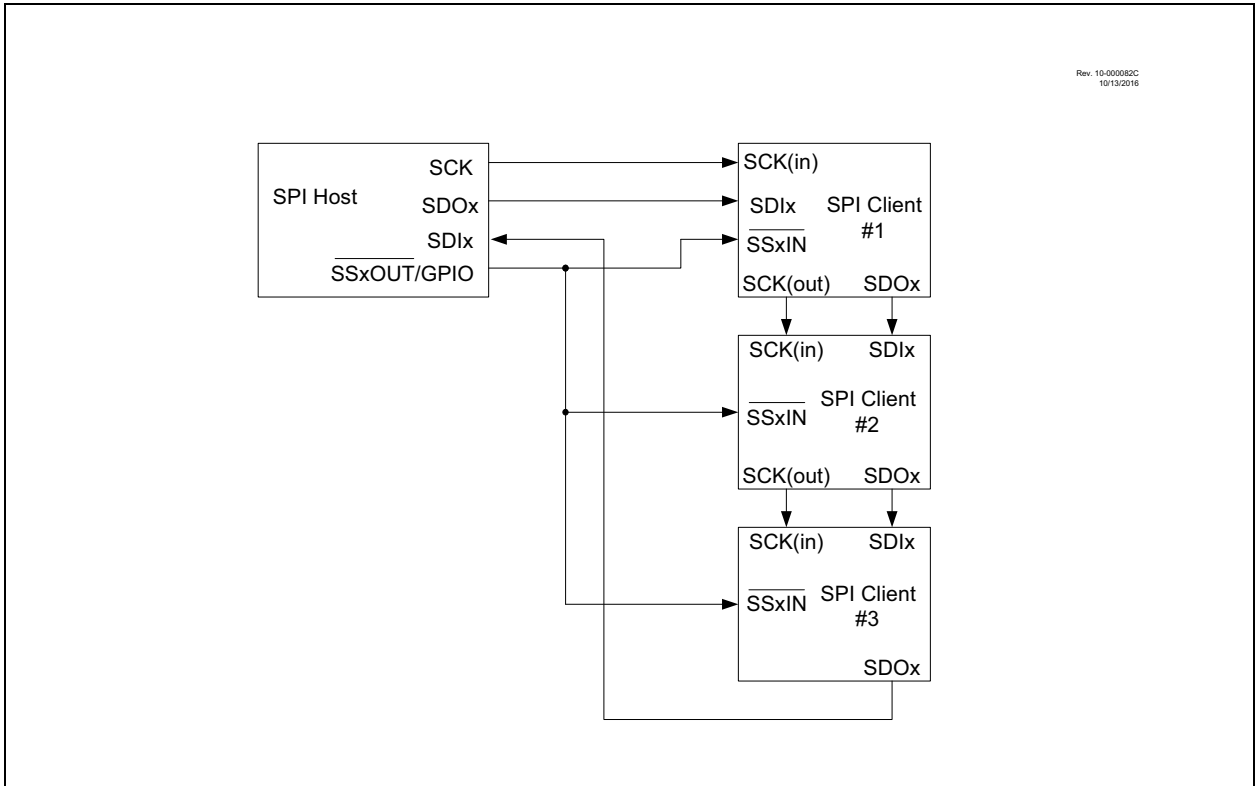 Rev. 10-000082C
10/13/2016
SPI Host
SCK
SDOx
SDIx
SSxOUT/GPIO
SCK(in)
SDIx
SSxIN
SPI Client
#1
SCK(out) SDOx
SCK(in) SDIx
SSxIN
SPI Client
#2
SCK(out) SDOx
SCK(in) SDIx
SSxIN
SPI Client
#3
SDOx